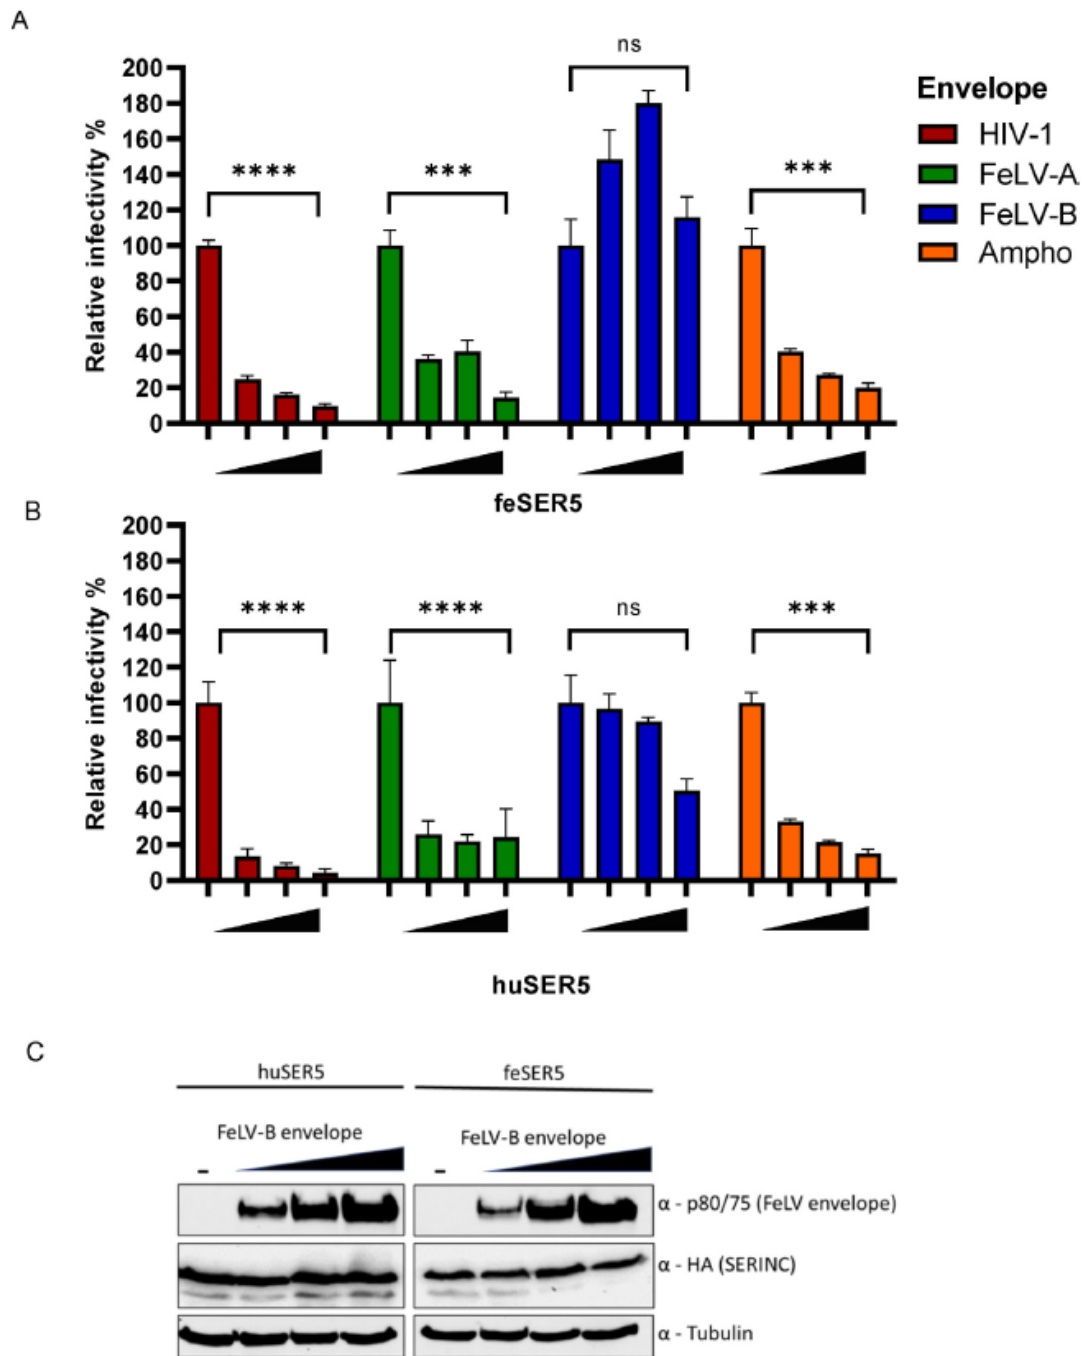 A
ns
Envelope
HIV-1
FeLV-A
FeLV-B
Ampho
****
***
***
Relative infectivity %
200
180
160
140
120
100
80
60
40
20
0
feSER5
B
****
****
ns
***
Relative infectivity %
200
180
160
140
120
100
80
60
40
20
0
huSER5
C
huSER5
feSER5
FeLV-B envelope
FeLV-B envelope
-
-
α - p80/75 (FeLV envelope)
α - HA (SERINC)
α - Tubulin